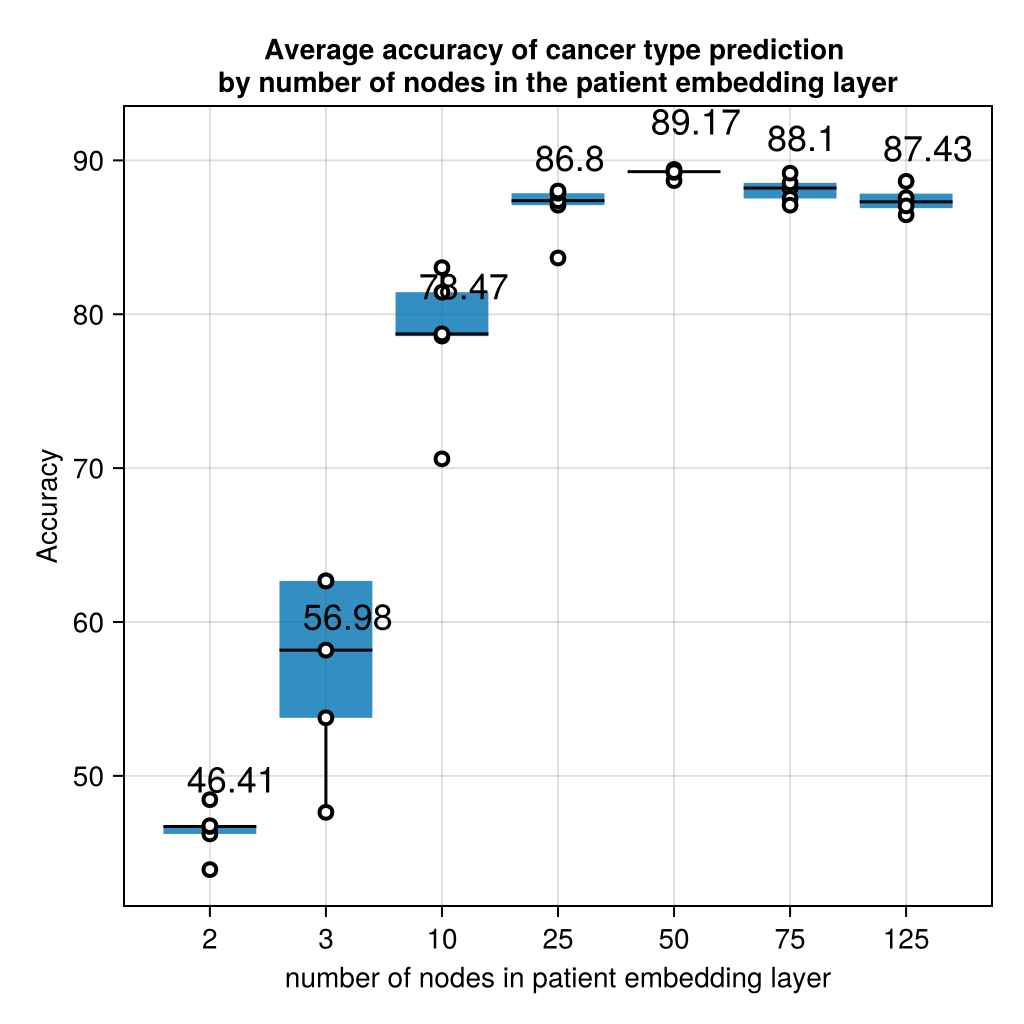 Average accuracy of cancer type prediction
by number of nodes in the patient embedding layer
89.17
88.1
87.43
86.8
90
78.47
80
70
Accuracy
56.98
60
46.41
50
2 3 10 25 50 75 125
number of nodes in patient embedding layer